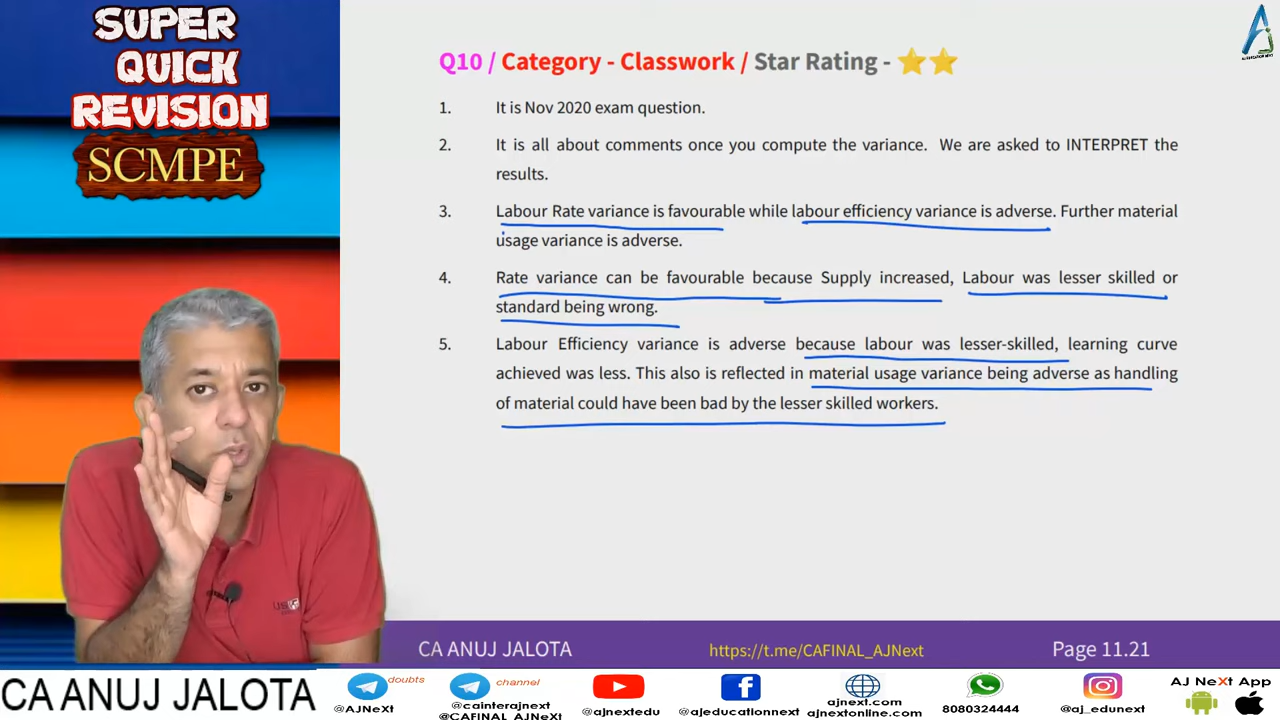 SUPER
QUICK
REVISION
SCMPE
Q10 / Category - Classwork / Star Rating -
1. It is Nov 2020 exam question.
2. It is all about comments once you compute the variance. We are asked to INTERPRET the
results.
3. Labour Rate variance is favourable while labour efficiency variance is adverse. Further material
usage variance is adverse.
4. Rate variance can be favourable because Supply increased, Labour was lesser skilled or
standard being wrong.
5. Labour Efficiency variance is adverse because labour was lesser-skilled, learning curve
achieved was less. This also is reflected in material usage variance being adverse as handling
of material could have been bad by the lesser skilled workers.
CA ANUJ JALOTA https://t.me/CAFINAL_AJNext Page 11.21
CA ANUJ JALOTA
doubts
@AJNeXt
channel
@cainterajnext
@CAFINAL_AJNeXt
@ajnextedu
@ajeducationnext
ajnext.com
ajnextonline.com
8080324444
@aj_edunext
AJ NeXt App